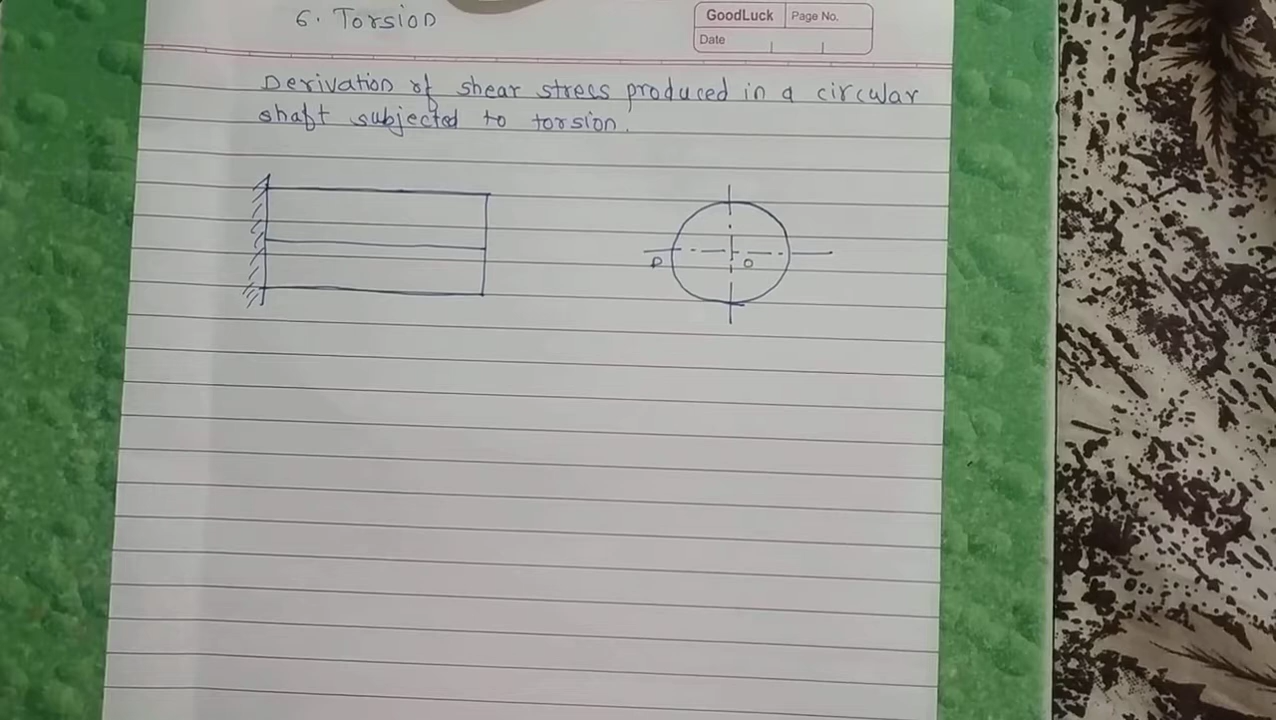 6. Torsion
GoodLuck Page No.
Date
Derivation of shear stress produced in a circular
shaft subjected to torsion.
D O